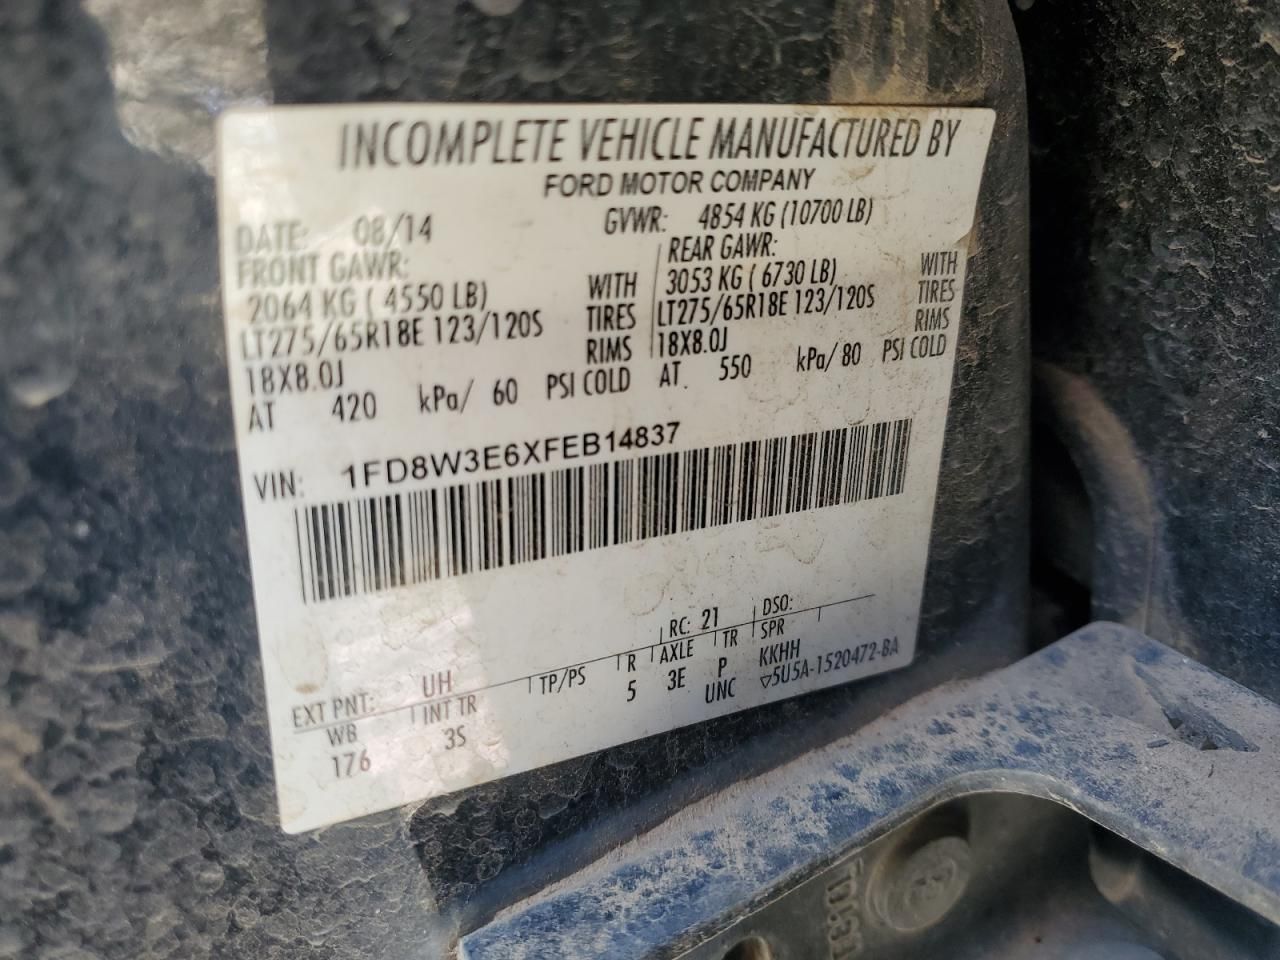 INCOMPLETE VEHICLE MANUFACTURED BY
FORD MOTOR COMPANY
DATE: 08/14 GVWR: 4854 KG (10700 LB)
FRONT GAWR: REAR GAWR:
2064 KG ( 4550 LB) WITH 3053 KG ( 6730 LB) WITH
LT275/65R18E 123/120S TIRES LT275/65R18E 123/120S TIRES
18X8.0J RIMS 18X8.0J RIMS
AT 420 kPa/ 60 PSI COLD AT 550 kPa/ 80 PSI COLD
VIN: 1FD8W3E6XFEB14837
EXT PNT: UH RC: 21 DSO:
WB INT TR TP/PS R AXLE TR SPR
176 3S 5 3E P KKHH
UNC ▽5U5A-1520472-BA